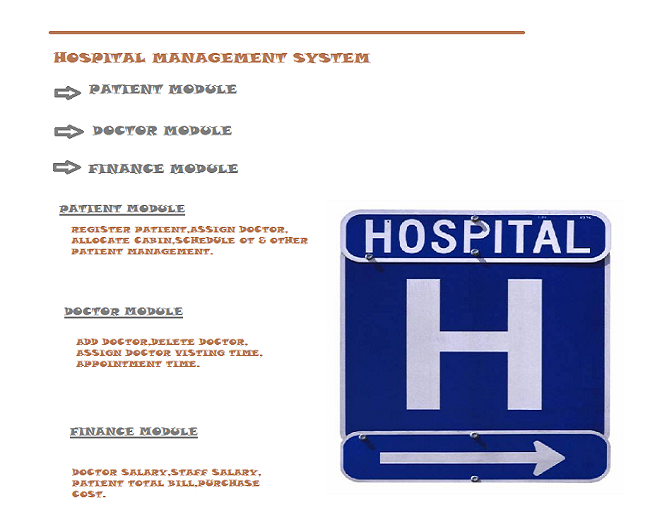 HOSPITAL MANAGEMENT SYSTEM
PATIENT MODULE
DOCTOR MODULE
FINANCE MODULE
PATIENT MODULE
REGISTER PATIENT,ASSIGN DOCTOR,
ALLOCATE CABIN,SCHEDULE OT & OTHER
PATIENT MANAGEMENT.
HOSPITAL
H
DOCTOR MODULE
ADD DOCTOR,DELETE DOCTOR,
ASSIGN DOCTOR VISTING TIME,
APPOINTMENT TIME.
FINANCE MODULE
DOCTOR SALARY,STAFF SALARY,
PATIENT TOTAL BILL,PURCHASE
COST.